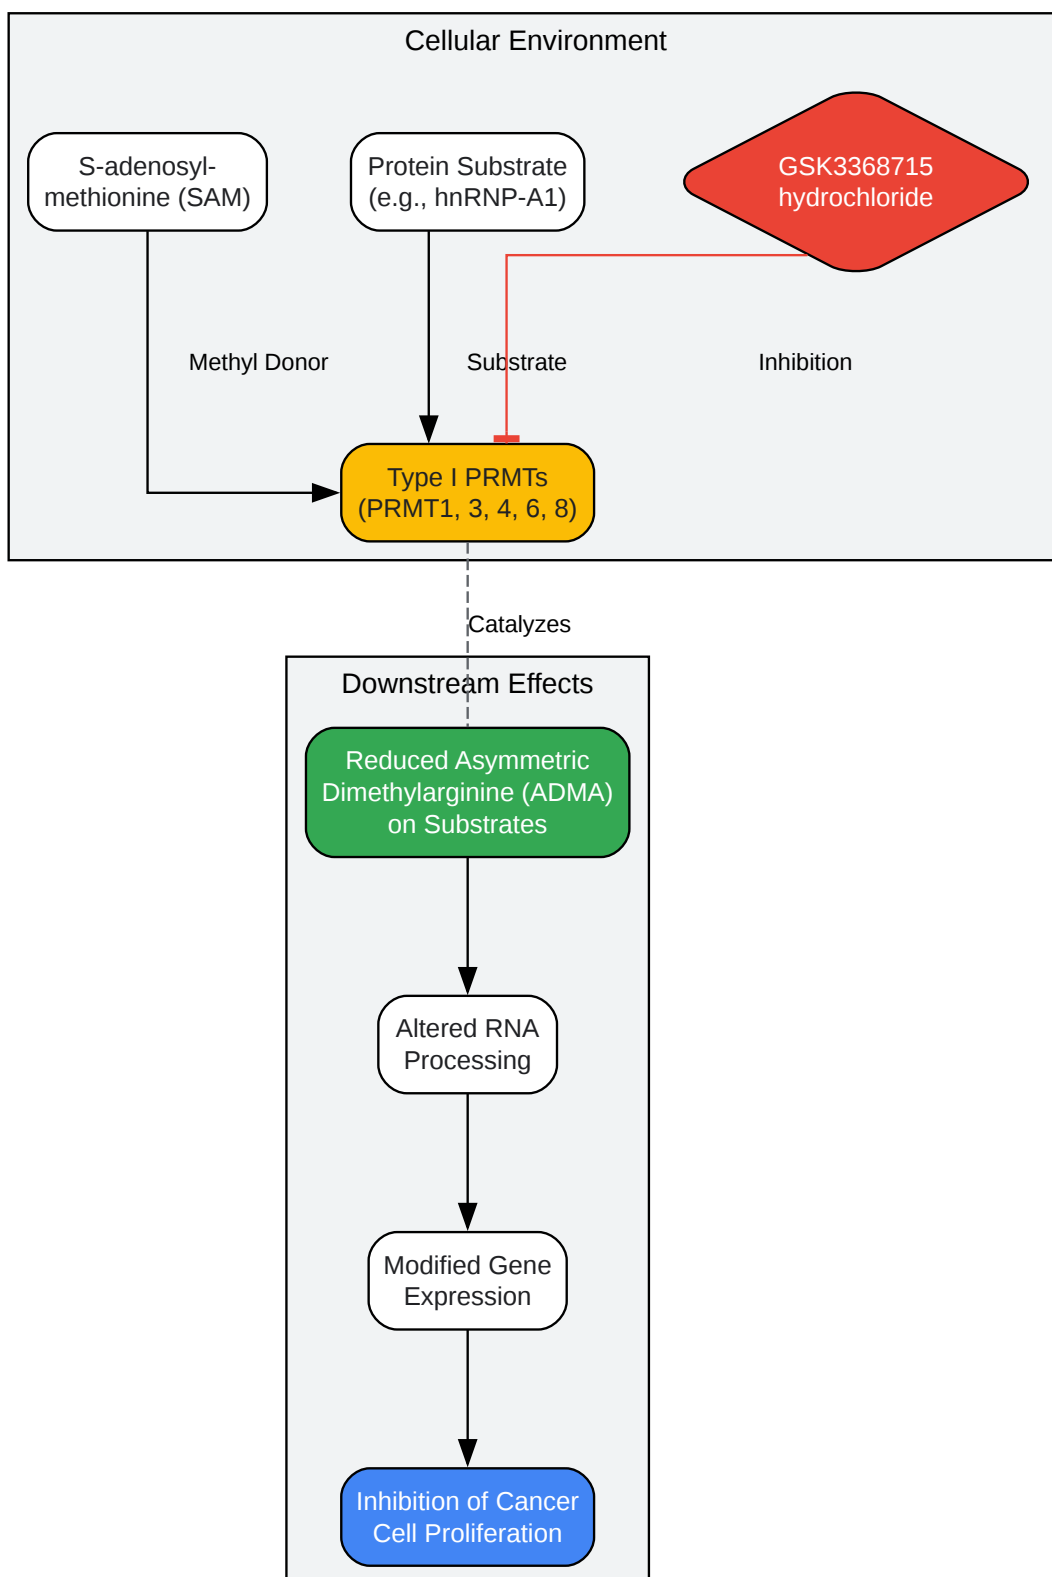 Cellular Environment
S-adenosyl-
methionine (SAM)
Protein Substrate
(e.g., hnRNP-A1)
GSK3368715
hydrochloride
Methyl Donor
Substrate
Inhibition
Type I PRMTs
(PRMT1, 3, 4, 6, 8)
Catalyzes
Downstream Effects
Reduced Asymmetric
Dimethylarginine (ADMA)
on Substrates
Altered RNA
Processing
Modified Gene
Expression
Inhibition of Cancer
Cell Proliferation